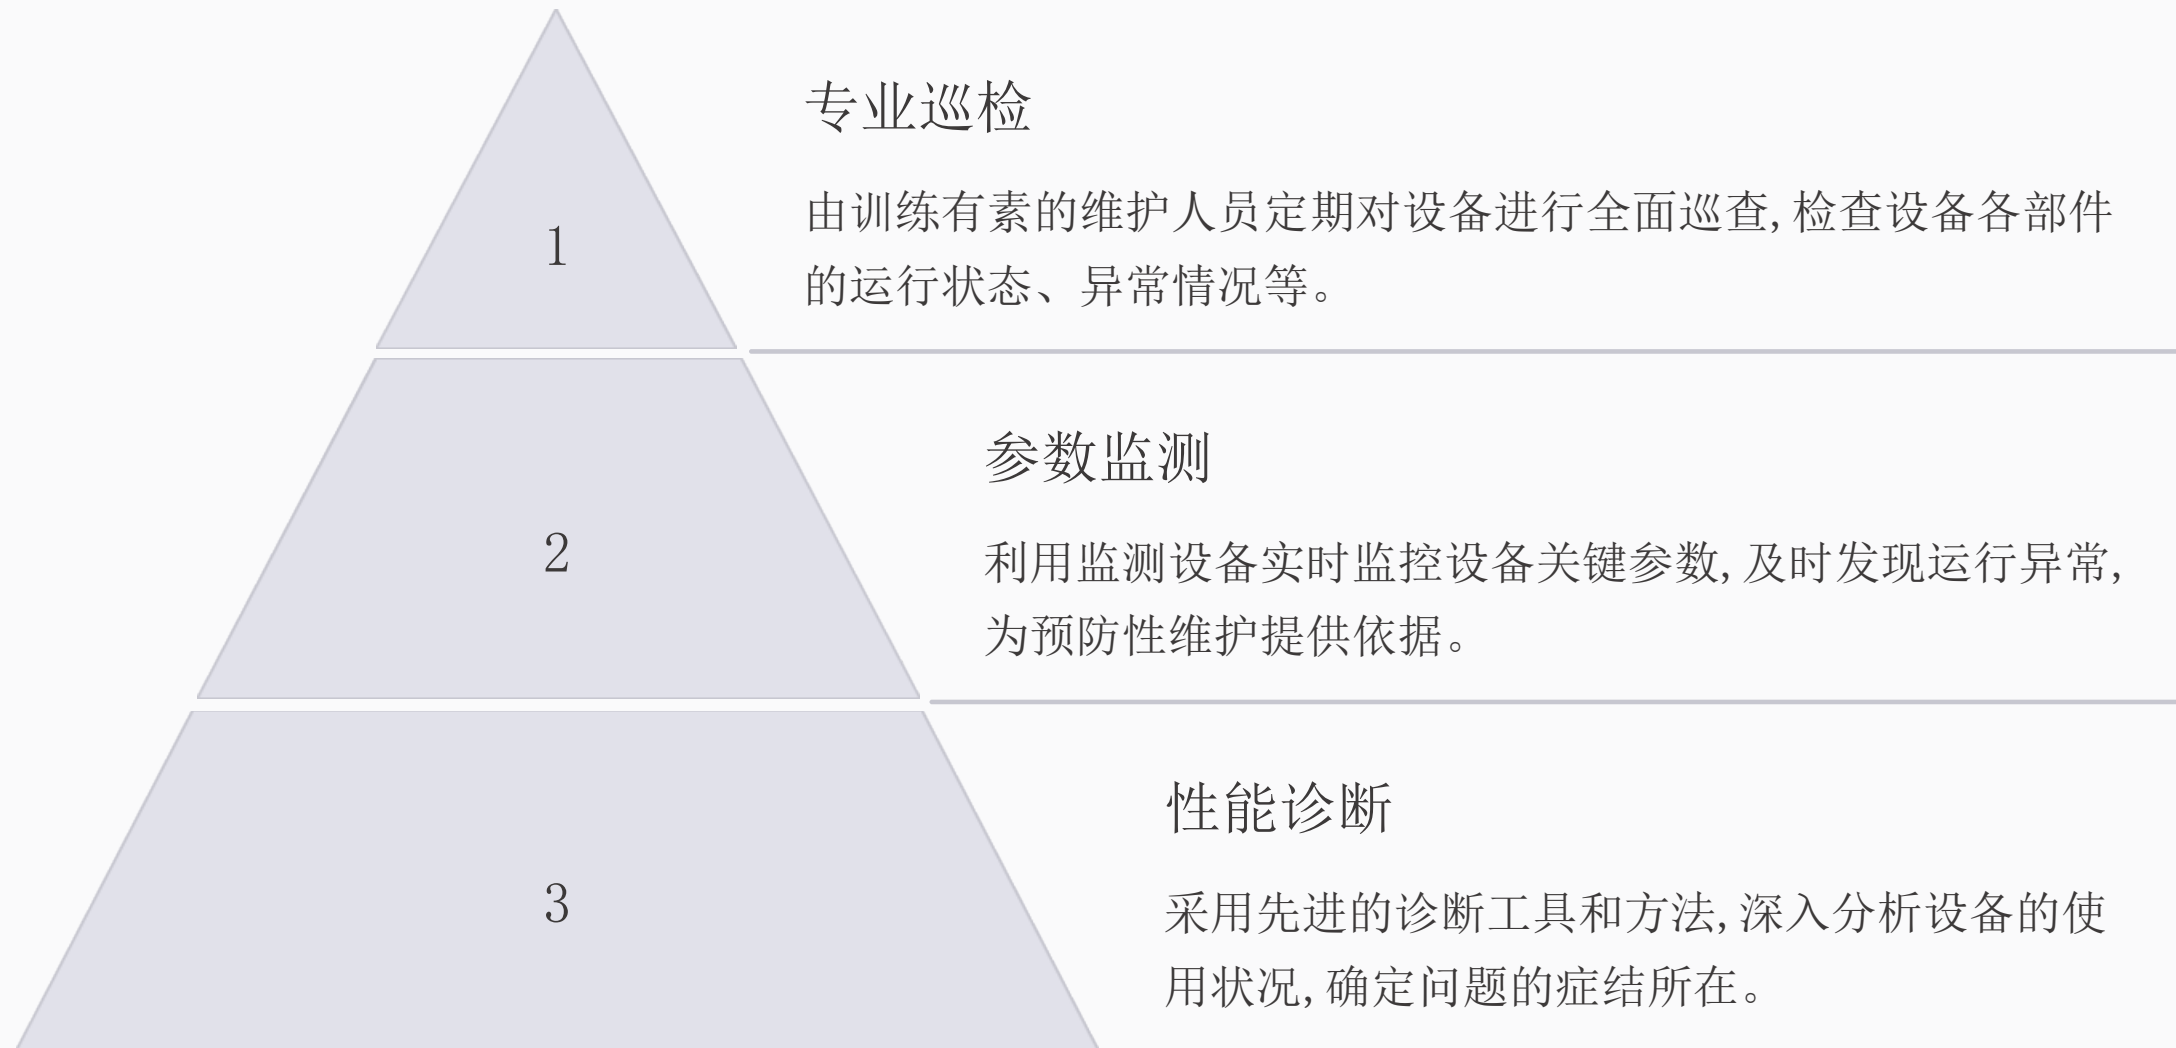 专业巡检
由训练有素的维护人员定期对设备进行全面巡查,检查设备各部件
的运行状态、异常情况等。
1
参数监测
利用监测设备实时监控设备关键参数,及时发现运行异常,
为预防性维护提供依据。
2
性能诊断
采用先进的诊断工具和方法,深入分析设备的使
用状况,确定问题的症结所在。
3